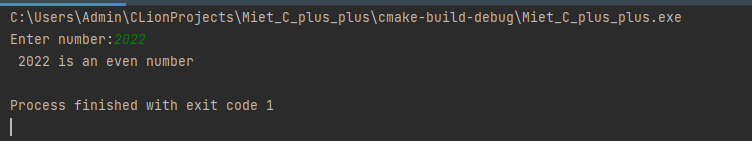 C:\Users\Admin\CLionProjects\Miet_C_plus_plus\cmake-build-debug\Miet_C_plus_plus.exe
Enter number:2022
 2022 is an even number
Process finished with exit code 1